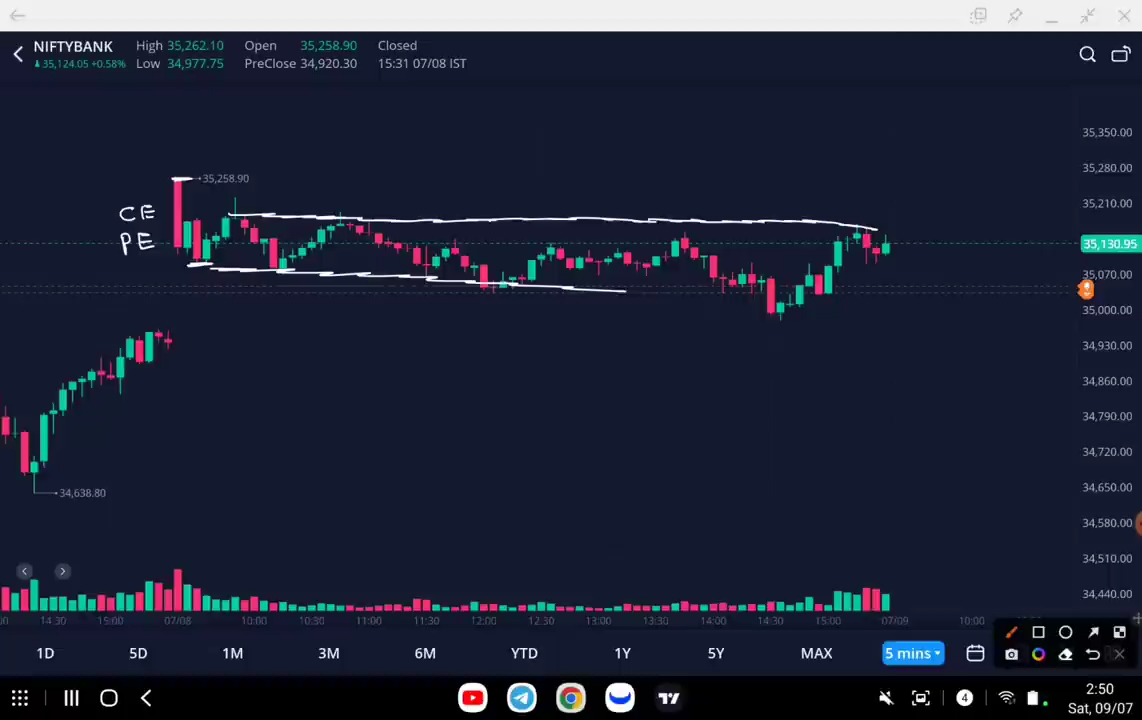 NIFTYBANK High 35,262.10 Open 35,258.90 Closed
35,124.05 +0.58% Low 34,977.75 PreClose 34,920.30 15:31 07/08 IST
35,350.00
35,280.00
35,258.90
35,210.00
CE
PE
35,130.95
35,070.00
35,000.00
34,930.00
34,860.00
34,790.00
34,720.00
34,638.80
34,650.00
34,580.00
34,510.00
34,440.00
14:30 15:00 07/08 10:00 10:30 11:00 11:30 12:00 12:30 13:00 13:30 14:00 14:30 15:00 07/09 10:00
1D 5D 1M 3M 6M YTD 1Y 5Y MAX 5 mins
4 2:50
Sat, 09/07